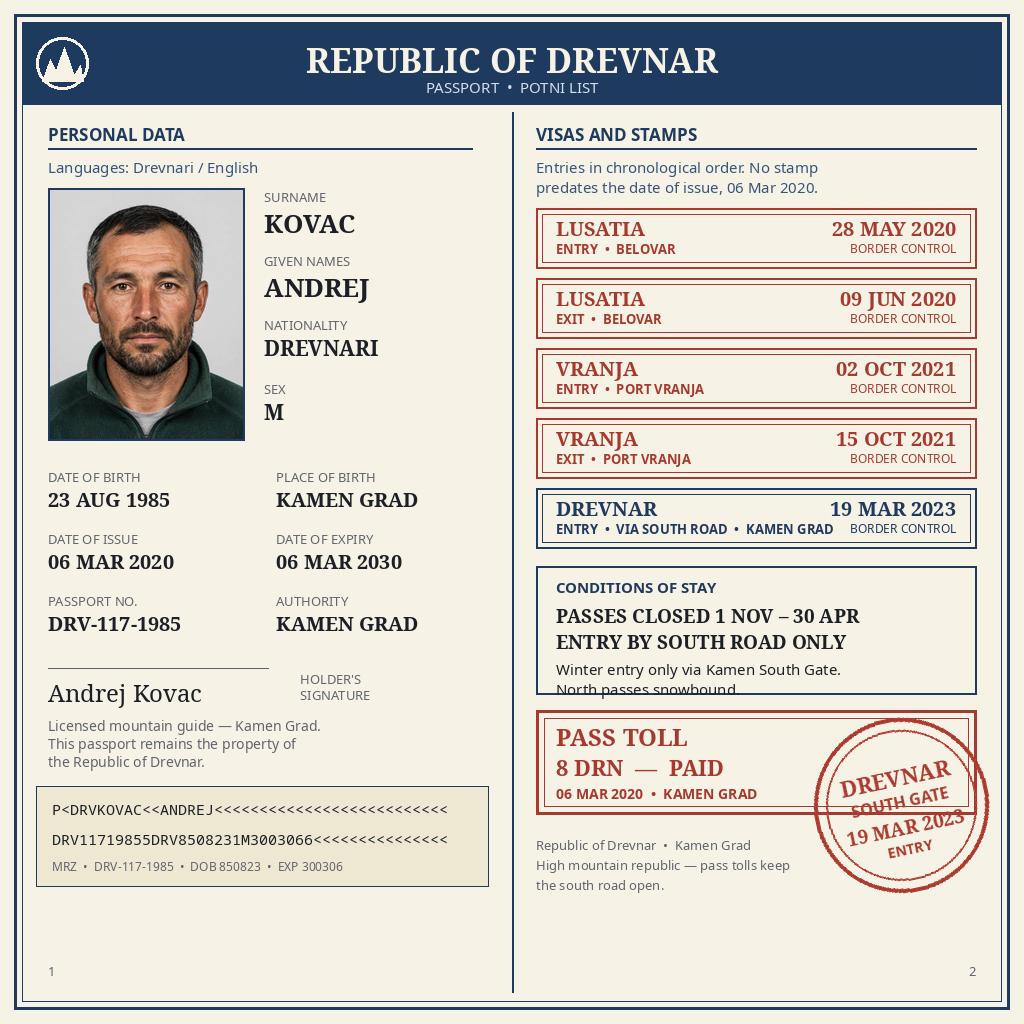 REPUBLIC OF DREVNAR
PASSPORT • POTNI LIST
PERSONAL DATA
Languages: Drevnari / English
SURNAME
KOVAC
GIVEN NAMES
ANDREJ
NATIONALITY
DREVNARI
SEX
M
DATE OF BIRTH
23 AUG 1985
PLACE OF BIRTH
KAMEN GRAD
DATE OF ISSUE
06 MAR 2020
DATE OF EXPIRY
06 MAR 2030
PASSPORT NO.
DRV-117-1985
AUTHORITY
KAMEN GRAD
Andrej Kovac
HOLDER'S
SIGNATURE
Licensed mountain guide — Kamen Grad.
This passport remains the property of
the Republic of Drevnar.
P<DRVKOVAC<<ANDREJ<<<<<<<<<<<<<<<<<<<<<<<<<<
DRV11719855DRV8508231M3003066<<<<<<<<<<<<<<<
MRZ • DRV-117-1985 • DOB 850823 • EXP 300306
1
VISAS AND STAMPS
Entries in chronological order. No stamp
predates the date of issue, 06 Mar 2020.
LUSATIA 28 MAY 2020
ENTRY • BELOVAR BORDER CONTROL
LUSATIA 09 JUN 2020
EXIT • BELOVAR BORDER CONTROL
VRANJA 02 OCT 2021
ENTRY • PORT VRANJA BORDER CONTROL
VRANJA 15 OCT 2021
EXIT • PORT VRANJA BORDER CONTROL
DREVNAR 19 MAR 2023
ENTRY • VIA SOUTH ROAD • KAMEN GRAD BORDER CONTROL
CONDITIONS OF STAY
PASSES CLOSED 1 NOV – 30 APR
ENTRY BY SOUTH ROAD ONLY
Winter entry only via Kamen South Gate.
North passes snowbound.
PASS TOLL
8 DRN — PAID
06 MAR 2020 • KAMEN GRAD
DREVNAR
SOUTH GATE
19 MAR 2023
ENTRY
Republic of Drevnar • Kamen Grad
High mountain republic — pass tolls keep
the south road open.
2